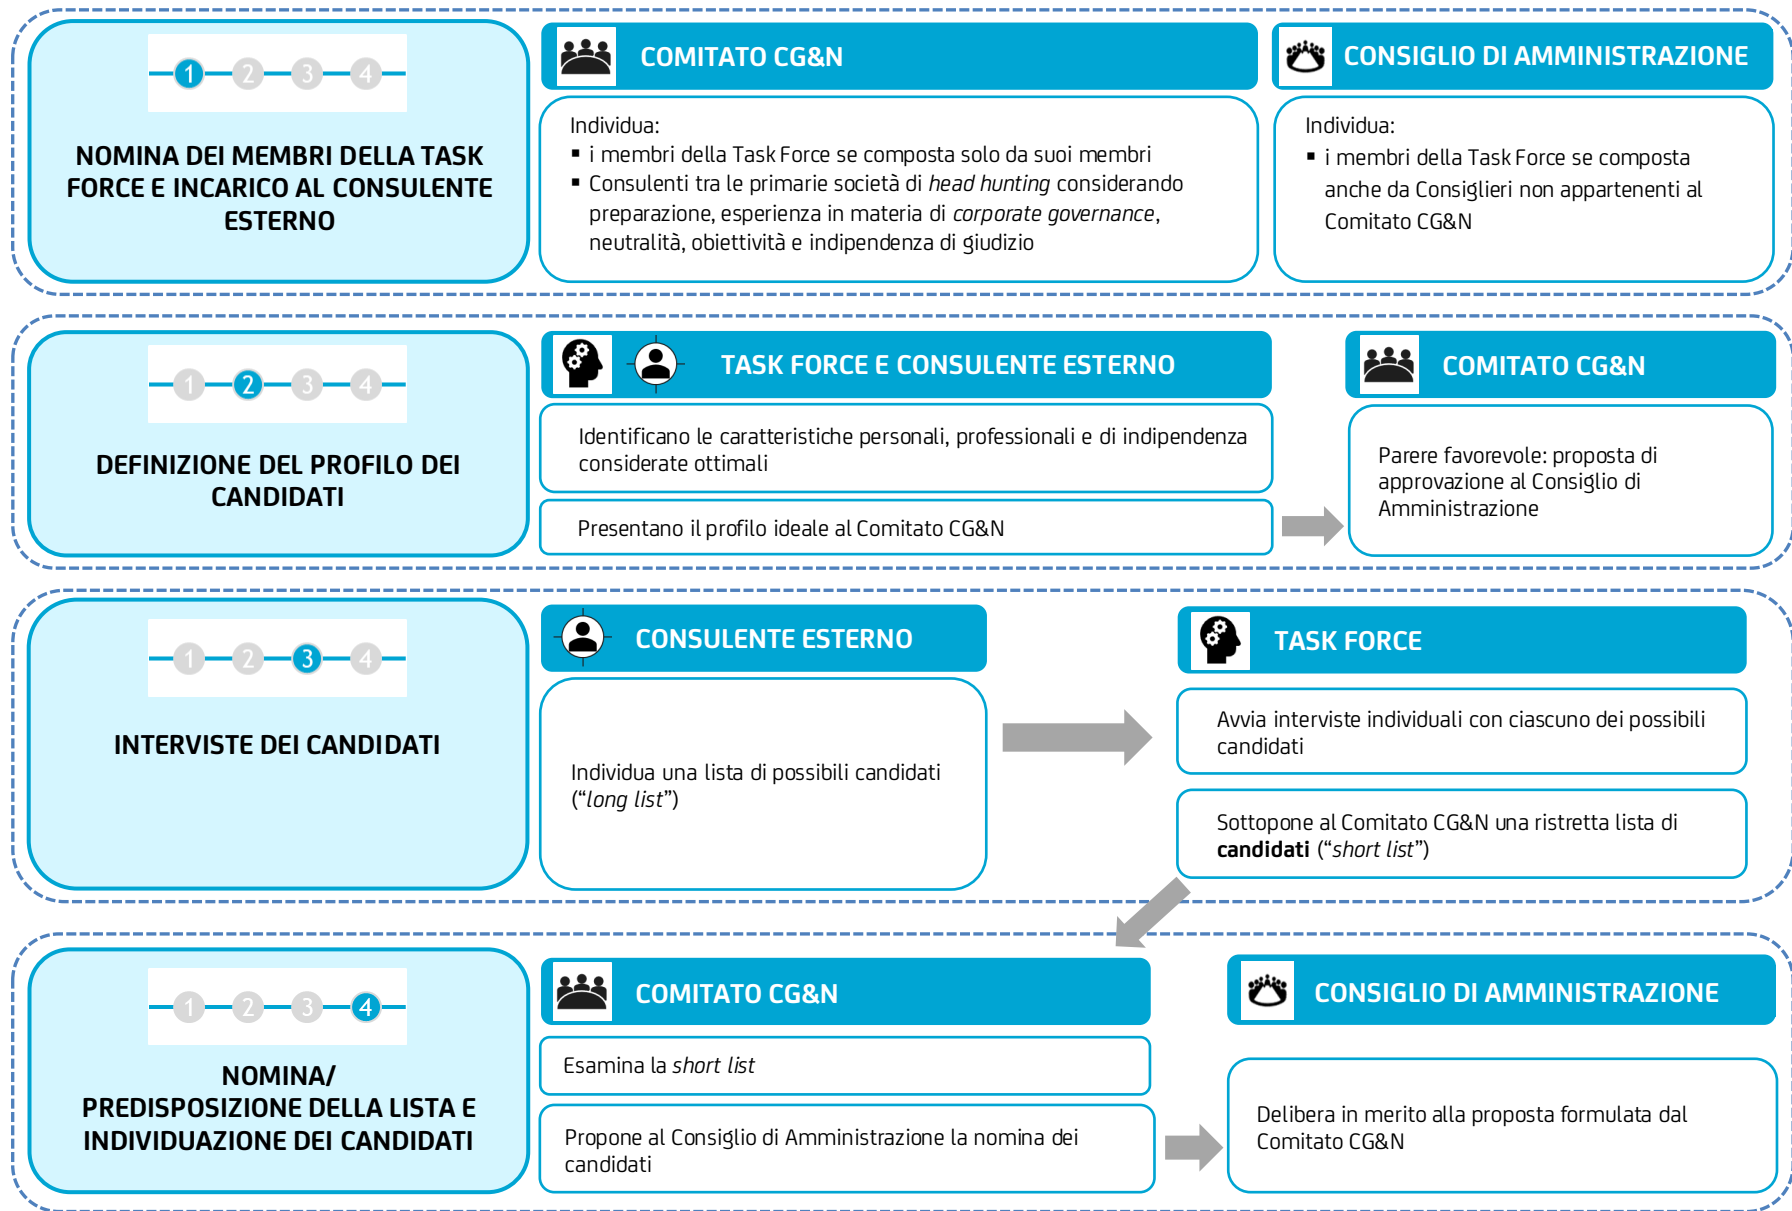 1 2 3 4
NOMINA DEI MEMBRI DELLA TASK
FORCE E INCARICO AL CONSULENTE
ESTERNO
COMITATO CG&N
Individua:
▪ i membri della Task Force se composta solo da suoi membri
▪ Consulenti tra le primarie società di head hunting considerando
preparazione, esperienza in materia di corporate governance,
neutralità, obiettività e indipendenza di giudizio
CONSIGLIO DI AMMINISTRAZIONE
Individua:
▪ i membri della Task Force se composta
anche da Consiglieri non appartenenti al
Comitato CG&N
1 2 3 4
DEFINIZIONE DEL PROFILO DEI
CANDIDATI
TASK FORCE E CONSULENTE ESTERNO
Identificano le caratteristiche personali, professionali e di indipendenza
considerate ottimali
Presentano il profilo ideale al Comitato CG&N
COMITATO CG&N
Parere favorevole: proposta di
approvazione al Consiglio di
Amministrazione
1 2 3 4
INTERVISTE DEI CANDIDATI
CONSULENTE ESTERNO
Individua una lista di possibili candidati
(“long list”)
TASK FORCE
Avvia interviste individuali con ciascuno dei possibili
candidati
Sottopone al Comitato CG&N una ristretta lista di
candidati (“short list”)
1 2 3 4
NOMINA/
PREDISPOSIZIONE DELLA LISTA E
INDIVIDUAZIONE DEI CANDIDATI
COMITATO CG&N
Esamina la short list
Propone al Consiglio di Amministrazione la nomina dei
candidati
CONSIGLIO DI AMMINISTRAZIONE
Delibera in merito alla proposta formulata dal
Comitato CG&N